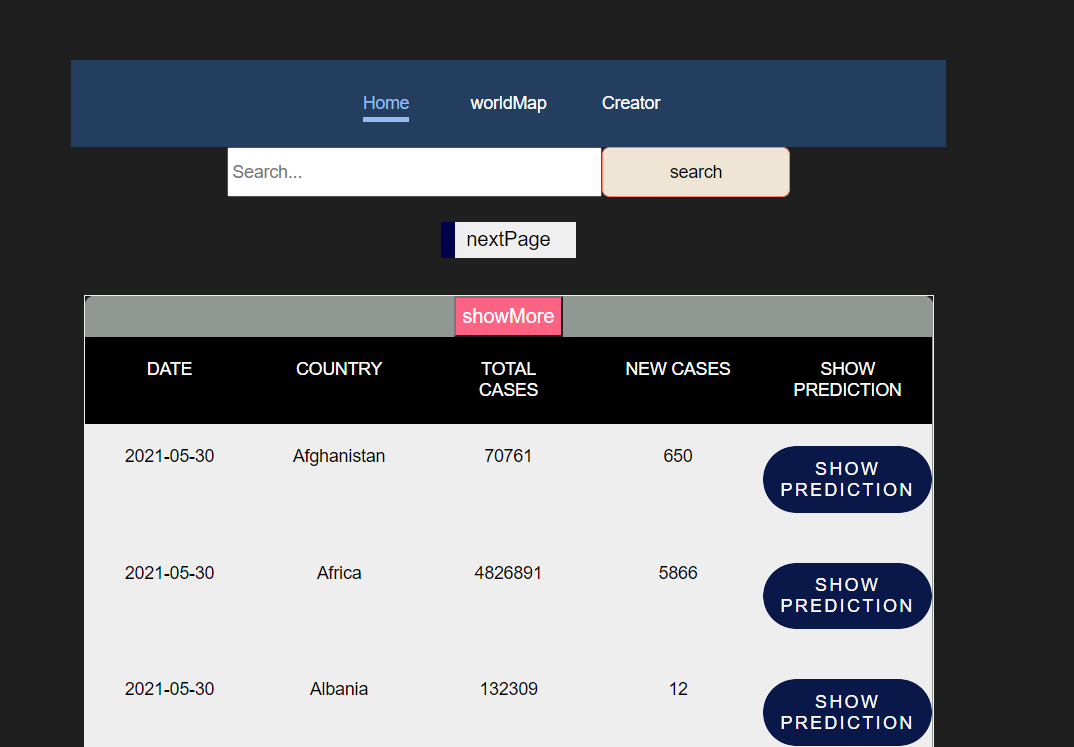 Home worldMap Creator
Search... search
nextPage
showMore
DATE COUNTRY TOTAL CASES NEW CASES SHOW PREDICTION
2021-05-30 Afghanistan 70761 650 SHOW PREDICTION
2021-05-30 Africa 4826891 5866 SHOW PREDICTION
2021-05-30 Albania 132309 12 SHOW PREDICTION